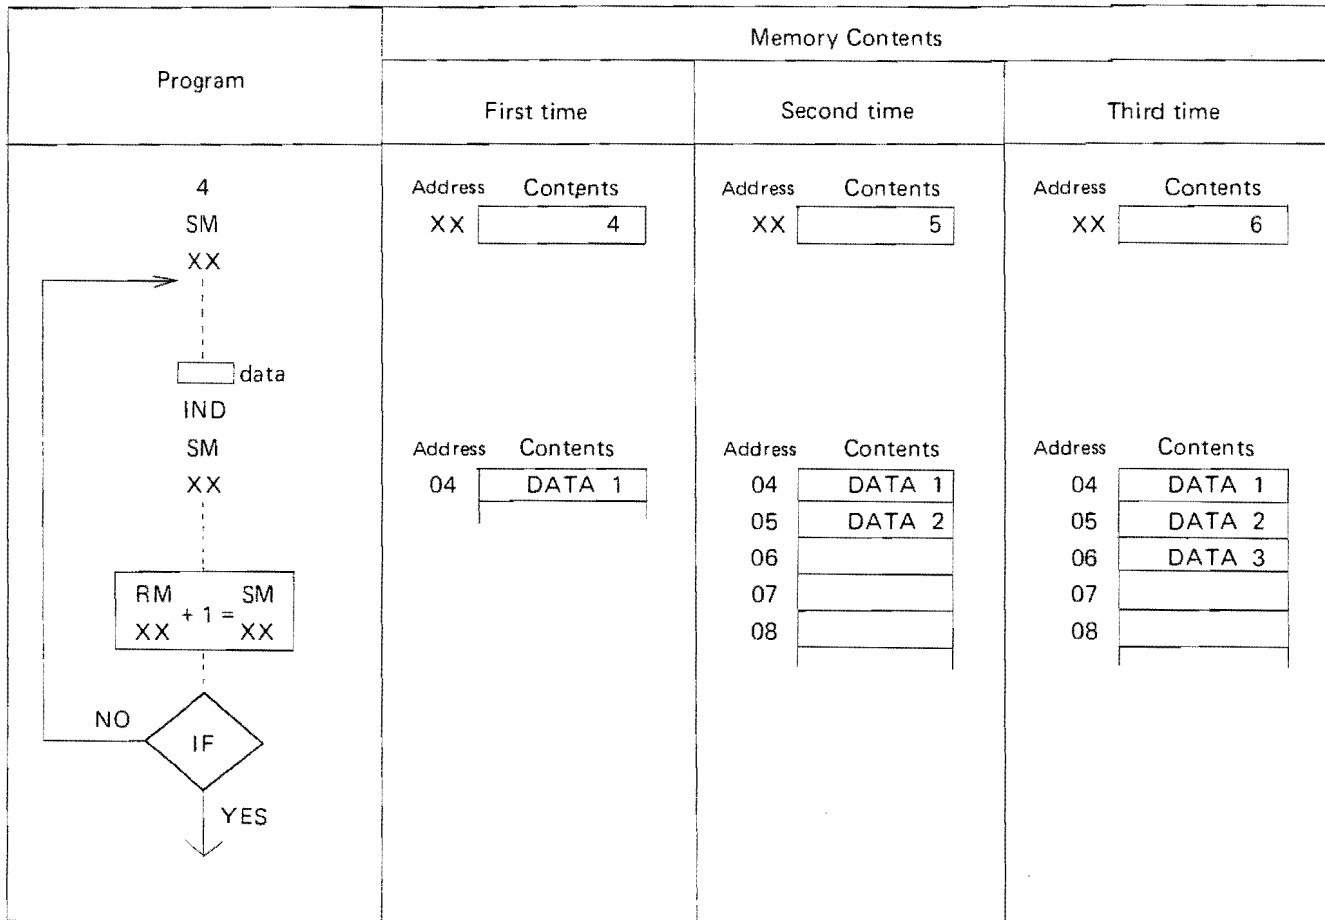 Program
Memory Contents
First time
Second time
Third time
4
SM
XX
data
IND
SM
XX
RM SM
+ 1 =
XX XX
NO
IF
YES
Address Contents
XX 4
Address Contents
04 DATA 1
Address Contents
XX 5
Address Contents
04 DATA 1
05 DATA 2
06
07
08
Address Contents
XX 6
Address Contents
04 DATA 1
05 DATA 2
06 DATA 3
07
08